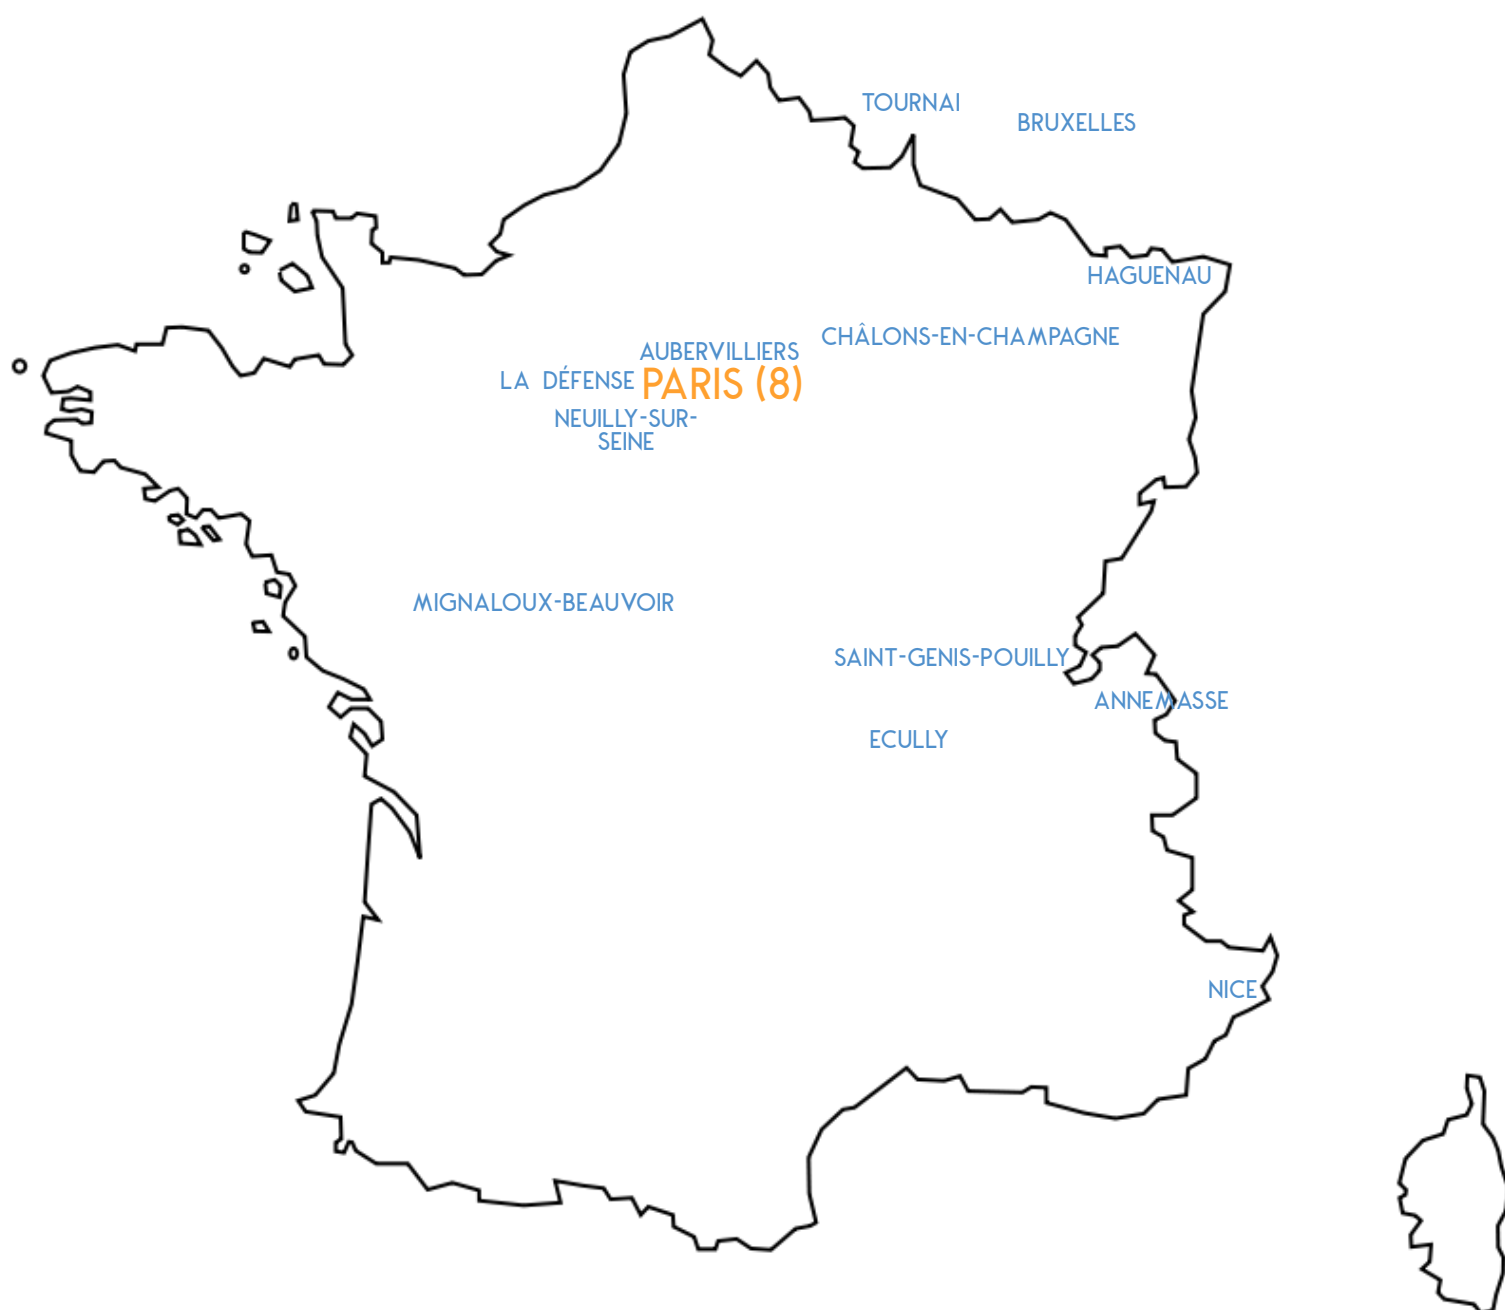 TOURNAI
BRUXELLES
HAGUENAU
CHÂLONS-EN-CHAMPAGNE
AUBERVILLIERS
LA DÉFENSE
PARIS (8)
NEUILLY-SUR-
SEINE
MIGNALOUX-BEAUVOIR
SAINT-GENIS-POUILLY
ANNEMASSE
ECULLY
NICE